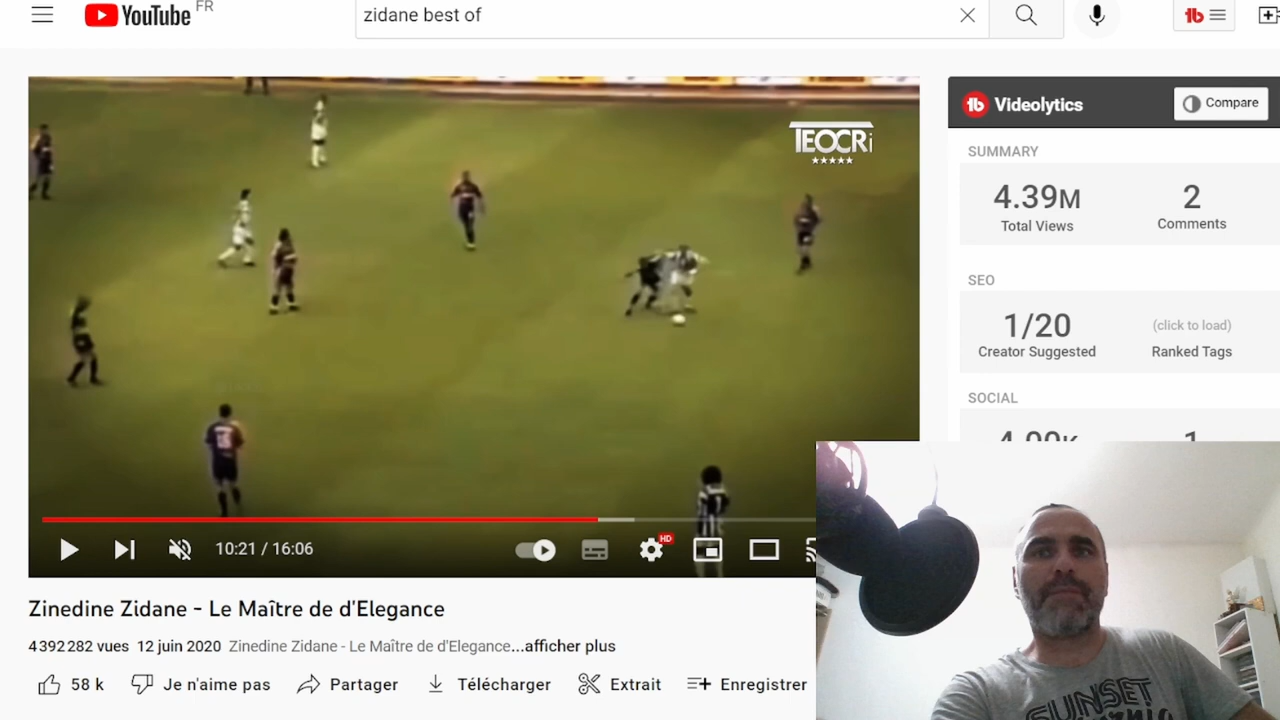 YouTube FR
zidane best of
TEOCRi
Videolytics
Compare
SUMMARY
4.39M
2
Total Views
Comments
SEO
1/20
(click to load)
Creator Suggested
Ranked Tags
SOCIAL
10:21 / 16:06
HD
Zinedine Zidane - Le Maître de d'Elegance
4 392 282 vues 12 juin 2020 Zinedine Zidane - Le Maître de d'Elegance...afficher plus
58 k
Je n'aime pas
Partager
Télécharger
Extrait
Enregistrer
SUNSET